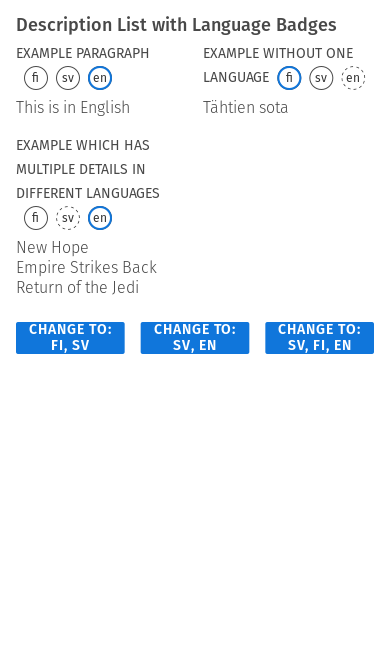 Description List with Language Badges
EXAMPLE PARAGRAPH
fi sv en
This is in English
EXAMPLE WITHOUT ONE
LANGUAGE fi sv en
Tähtien sota
EXAMPLE WHICH HAS
MULTIPLE DETAILS IN
DIFFERENT LANGUAGES
fi sv en
New Hope
Empire Strikes Back
Return of the Jedi
CHANGE TO:
FI, SV
CHANGE TO:
SV, EN
CHANGE TO:
SV, FI, EN